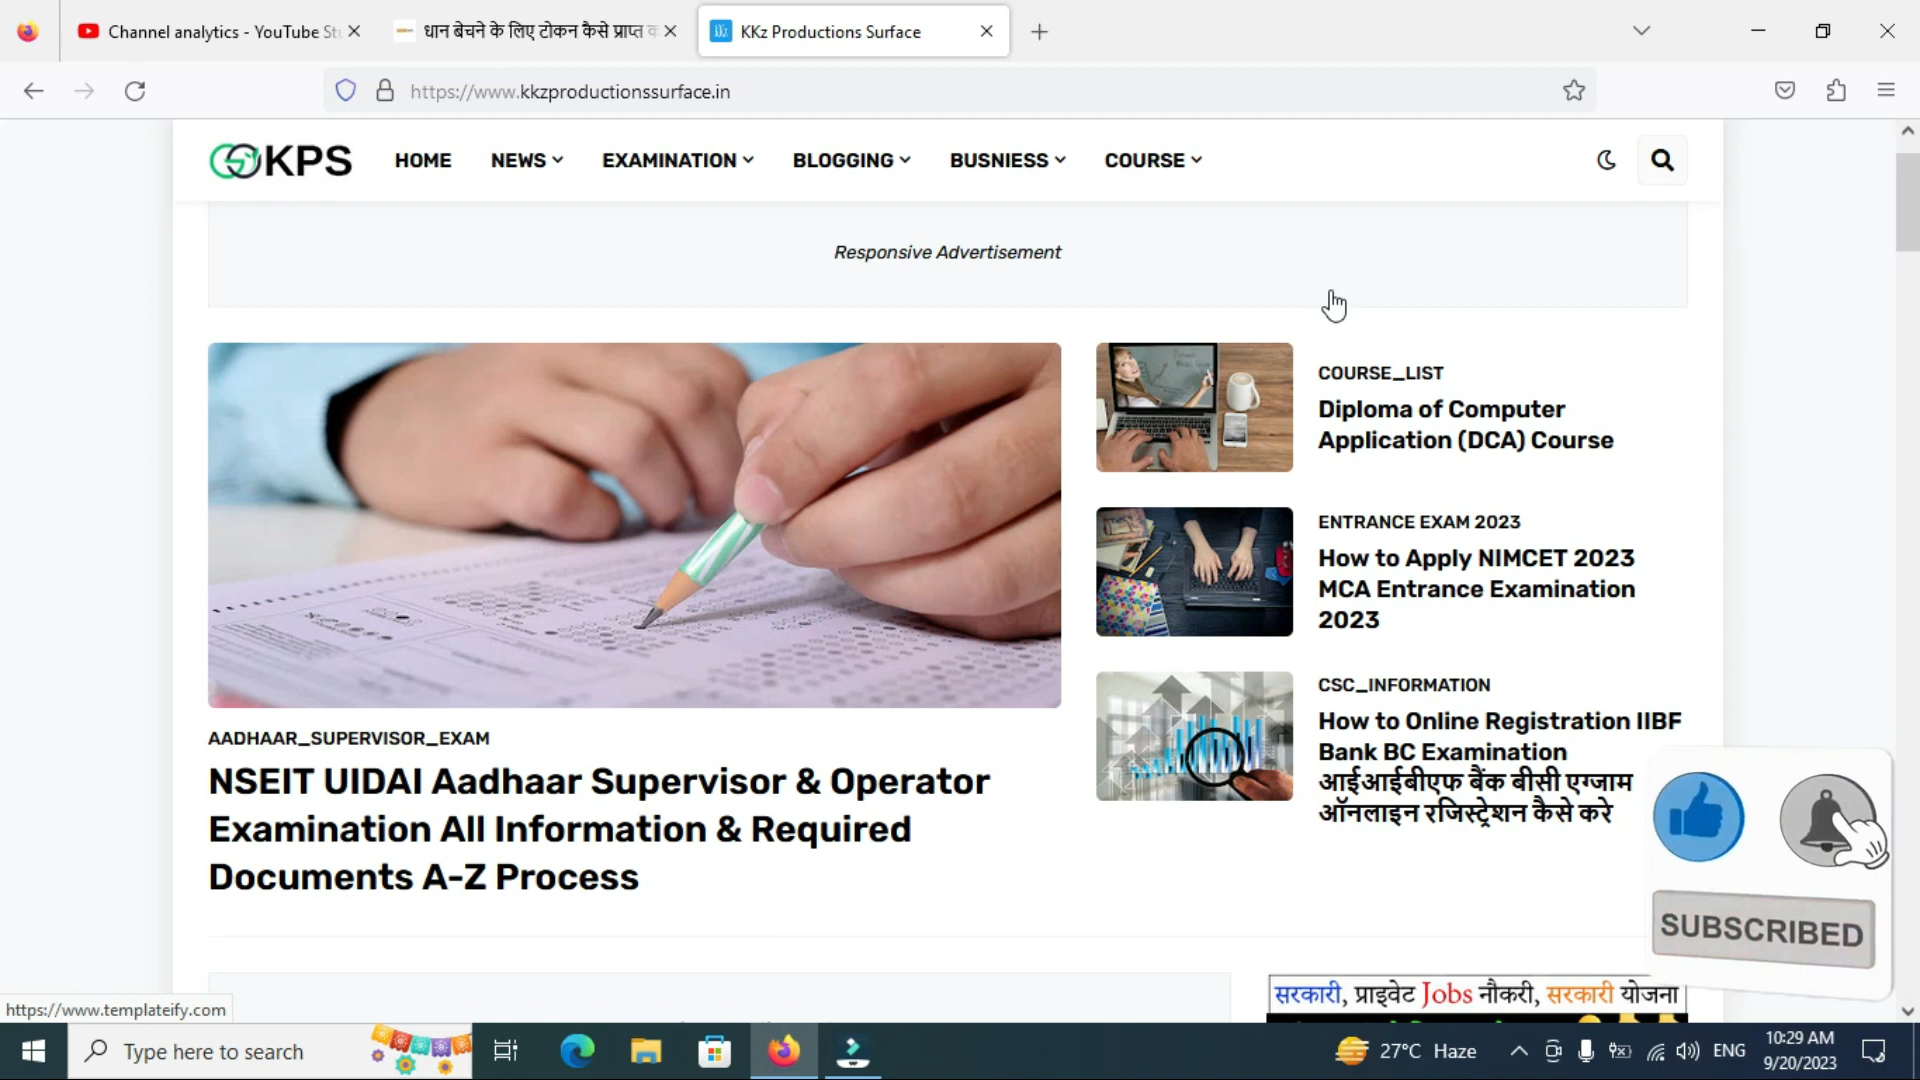 Channel analytics - YouTube St
धान बेचने के लिए टोकन कैसे प्राप्त क
KKz Productions Surface
https://www.kkzproductionssurface.in
KPS
HOME
NEWS
EXAMINATION
BLOGGING
BUSNIESS
COURSE
Responsive Advertisement
COURSE_LIST
Diploma of Computer
Application (DCA) Course
ENTRANCE EXAM 2023
How to Apply NIMCET 2023
MCA Entrance Examination
2023
CSC_INFORMATION
How to Online Registration IIBF
Bank BC Examination
आईआईबीएफ बैंक बीसी एग्जाम
ऑनलाइन रजिस्ट्रेशन कैसे करे
AADHAAR_SUPERVISOR_EXAM
NSEIT UIDAI Aadhaar Supervisor & Operator
Examination All Information & Required
Documents A-Z Process
SUBSCRIBED
सरकारी, प्राइवेट Jobs नौकरी, सरकारी योजना
https://www.templateify.com
Type here to search
27°C Haze
ENG
10:29 AM
9/20/2023